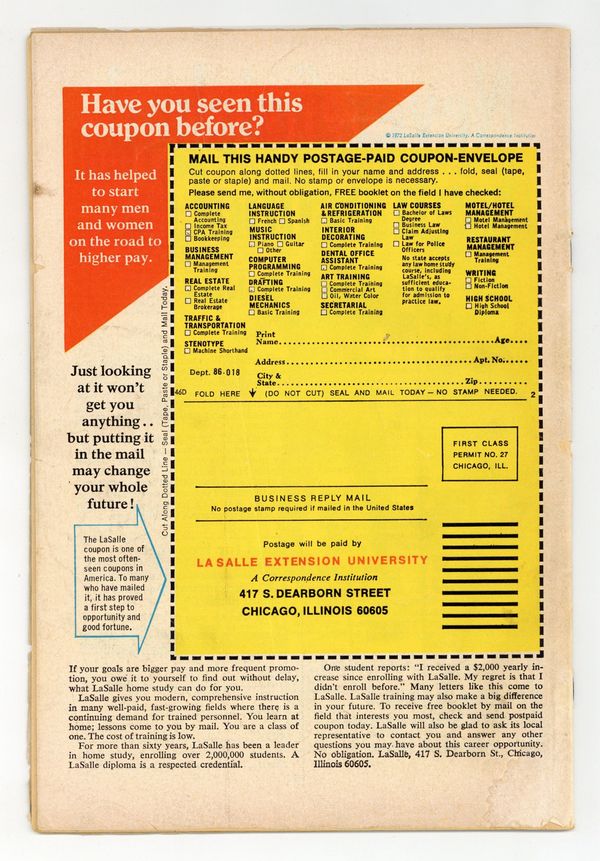 Have you seen this
coupon before?
© 1972 LaSalle Extension University, A Correspondence Institution
It has helped
to start
many men
and women
on the road to
higher pay.
Just looking
at it won't
get you
anything . .
but putting it
in the mail
may change
your whole
future!
The LaSalle
coupon is one of
the most often-
seen coupons in
America. To many
who have mailed
it, it has proved
a first step to
opportunity and
good fortune.
Cut Along Dotted Line — Seal (Tape, Paste or Staple) and Mail Today.
MAIL THIS HANDY POSTAGE-PAID COUPON-ENVELOPE
Cut coupon along dotted lines, fill in your name and address . . . fold, seal (tape,
paste or staple) and mail. No stamp or envelope is necessary.
Please send me, without obligation, FREE booklet on the field I have checked:
ACCOUNTING
☐ Complete
Accounting
☐ Income Tax
☐ CPA Training
☐ Bookkeeping
BUSINESS
MANAGEMENT
☐ Management
Training
REAL ESTATE
☐ Complete Real
Estate
☐ Real Estate
Brokerage
TRAFFIC &
TRANSPORTATION
☐ Complete Training
STENOTYPE
☐ Machine Shorthand
LANGUAGE
INSTRUCTION
☐ French ☐ Spanish
MUSIC
INSTRUCTION
☐ Piano ☐ Guitar
☐ Other
COMPUTER
PROGRAMMING
☐ Complete Training
DRAFTING
☐ Complete Training
DIESEL
MECHANICS
☐ Basic Training
AIR CONDITIONING
& REFRIGERATION
☐ Basic Training
INTERIOR
DECORATING
☐ Complete Training
DENTAL OFFICE
ASSISTANT
☐ Complete Training
ART TRAINING
☐ Complete Training
☐ Commercial Art
☐ Oil, Water Color
SECRETARIAL
☐ Complete Training
LAW COURSES
☐ Bachelor of Laws
Degree
☐ Business Law
☐ Claim Adjusting
Law
☐ Law for Police
Officers
No state accepts
any law home study
course, including
LaSalle's, as
sufficient educa-
tion to qualify
for admission to
practice law.
MOTEL/HOTEL
MANAGEMENT
☐ Motel Management
☐ Hotel Management
RESTAURANT
MANAGEMENT
☐ Management
Training
WRITING
☐ Fiction
☐ Non-Fiction
HIGH SCHOOL
☐ High School
Diploma
Print
Name........................................Age....
Address........................................Apt. No.....
Dept. 86-018
City &
State........................................Zip..........
46D FOLD HERE (DO NOT CUT) SEAL AND MAIL TODAY—NO STAMP NEEDED. 2
FIRST CLASS
PERMIT NO. 27
CHICAGO, ILL.
BUSINESS REPLY MAIL
No postage stamp required if mailed in the United States
Postage will be paid by
LA SALLE EXTENSION UNIVERSITY
A Correspondence Institution
417 S. DEARBORN STREET
CHICAGO, ILLINOIS 60605
If your goals are bigger pay and more frequent promo-
tion, you owe it to yourself to find out without delay,
what LaSalle home study can do for you.
LaSalle gives you modern, comprehensive instruction
in many well-paid, fast-growing fields where there is a
continuing demand for trained personnel. You learn at
home; lessons come to you by mail. You are a class of
one. The cost of training is low.
For more than sixty years, LaSalle has been a leader
in home study, enrolling over 2,000,000 students. A
LaSalle diploma is a respected credential.
One student reports: "I received a $2,000 yearly in-
crease since enrolling with LaSalle. My regret is that I
didn't enroll before." Many letters like this come to
LaSalle. LaSalle training may also make a big difference
in your future. To receive free booklet by mail on the
field that interests you most, check and send postpaid
coupon today. LaSalle will also be glad to ask its local
representative to contact you and answer any other
questions you may have about this career opportunity.
No obligation. LaSalle, 417 S. Dearborn St., Chicago,
Illinois 60605.